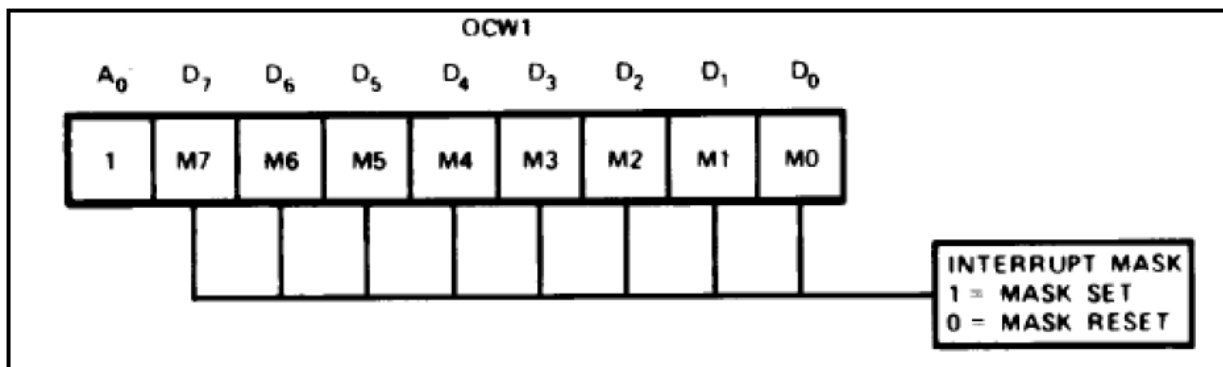 OCW1
A₀ D₇ D₆ D₅ D₄ D₃ D₂ D₁ D₀
1 M7 M6 M5 M4 M3 M2 M1 M0
INTERRUPT MASK
1 = MASK SET
0 = MASK RESET